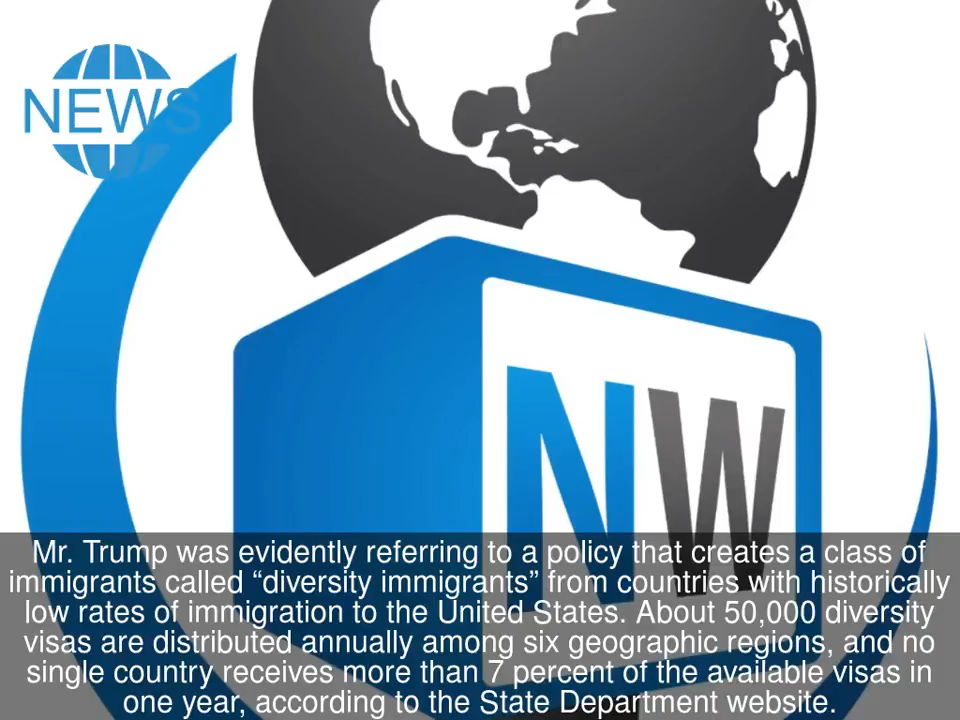 NEWS
NW
Mr. Trump was evidently referring to a policy that creates a class of
immigrants called “diversity immigrants” from countries with historically
low rates of immigration to the United States. About 50,000 diversity
visas are distributed annually among six geographic regions, and no
single country receives more than 7 percent of the available visas in
one year, according to the State Department website.